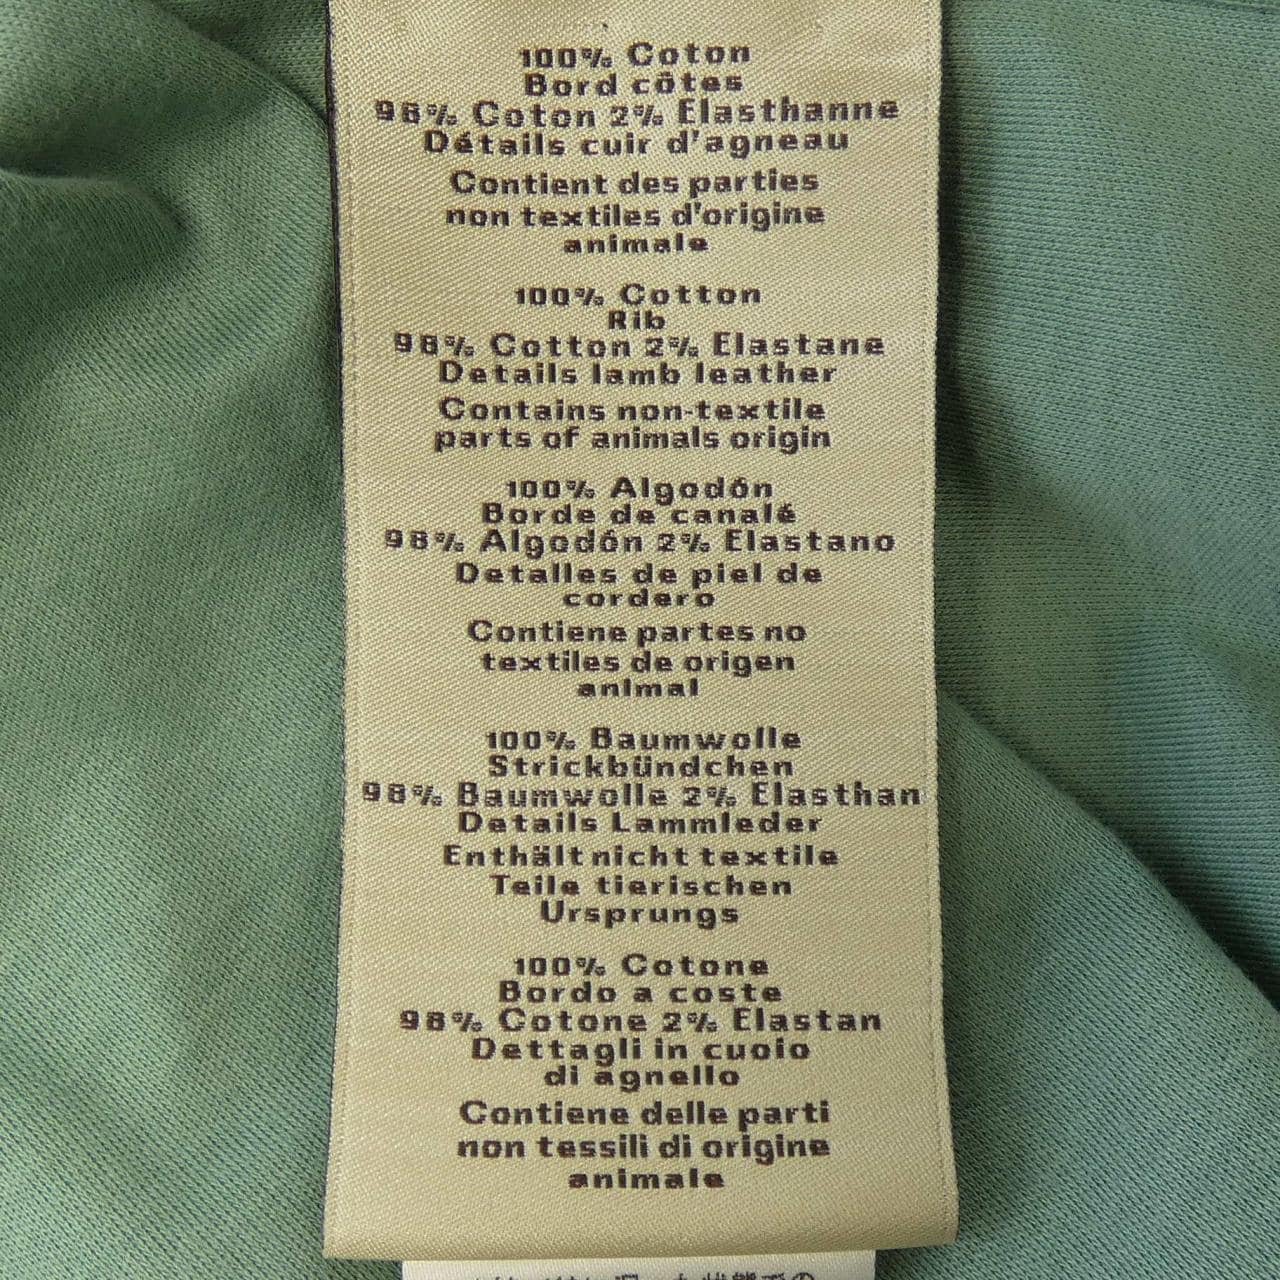 100% Coton
Bord côtes
98% Coton 2% Elasthanne
Détails cuir d'agneau
Contient des parties
non textiles d'origine
animale
100% Cotton
Rib
98% Cotton 2% Elastane
Details lamb leather
Contains non-textile
parts of animals origin
100% Algodón
Borde de canalé
98% Algodón 2% Elastano
Detalles de piel de
cordero
Contiene partes no
textiles de origen
animal
100% Baumwolle
Strickbündchen
98% Baumwolle 2% Elasthan
Details Lammleder
Enthält nicht textile
Teile tierischen
Ursprungs
100% Cotone
Bordo a coste
98% Cotone 2% Elastan
Dettagli in cuoio
di agnello
Contiene delle parti
non tessili di origine
animale